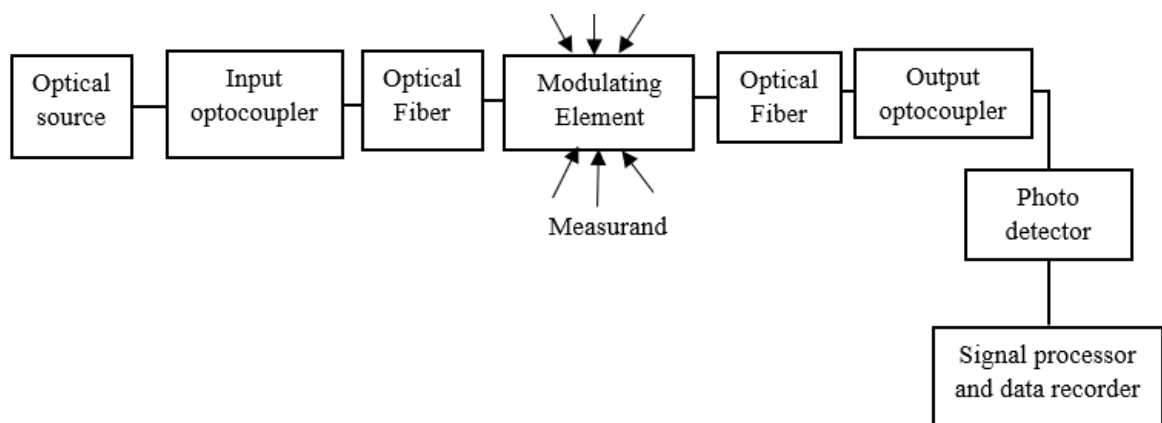 Optical
source
Input
optocoupler
Optical
Fiber
Modulating
Element
Optical
Fiber
Output
optocoupler
Measurand
Photo
detector
Signal processor
and data recorder